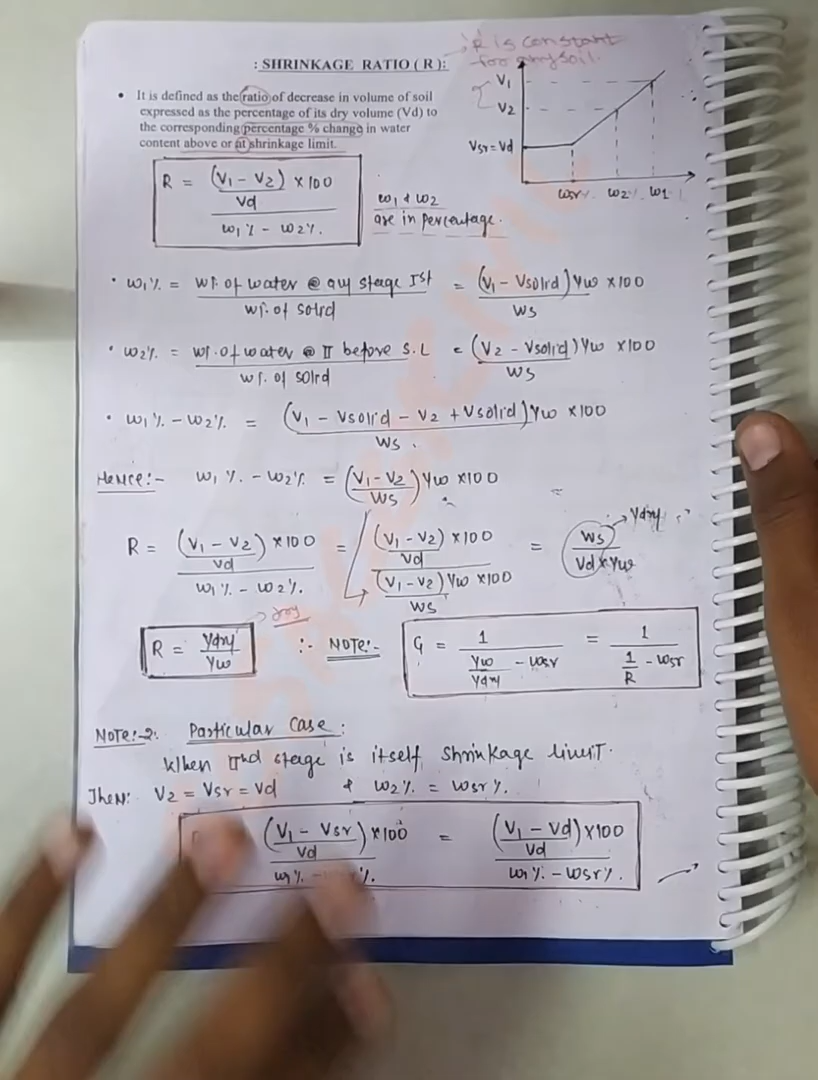 : SHRINKAGE RATIO ( R ):
R is constant
for any soil.
• It is defined as the ratio of decrease in volume of soil
expressed as the percentage of its dry volume (Vd) to
the corresponding percentage % change in water
content above or at shrinkage limit.
V1
V2
Vsr = Vd
wsr% w2% w1
R = ((V1 - V2)/Vd × 100) / (w1% - w2%)
w1 & w2
are in percentage.
• w1% = wt. of water @ any stage Ist / wt. of solid = (V1 - Vsolid)γw × 100 / Ws
• w2% = wt. of water @ II before S.L / wt. of solid = (V2 - Vsolid)γw × 100 / Ws
• w1% - w2% = (V1 - Vsolid - V2 + Vsolid)γw × 100 / Ws.
Hence:- w1% - w2% = ((V1 - V2)/Ws) γw × 100
R = ((V1 - V2)/Vd × 100) / (w1% - w2%.) = ((V1 - V2)/Vd × 100) / ((V1 - V2)γw × 100 / Ws) = Ws / (Vd × γw) → γdry
R = γdry / γw → dry
:- NOTE:- G = 1 / (γw/γdry - wsr) = 1 / (1/R - wsr)
NOTE:-2. Particular Case:
When IInd stage is itself Shrinkage limit.
Then: V2 = Vsr = Vd & w2% = wsr%.
((V1 - Vsr)/Vd × 100) / (w1% - %.) = ((V1 - Vd)/Vd × 100) / (w1% - wsr%.)